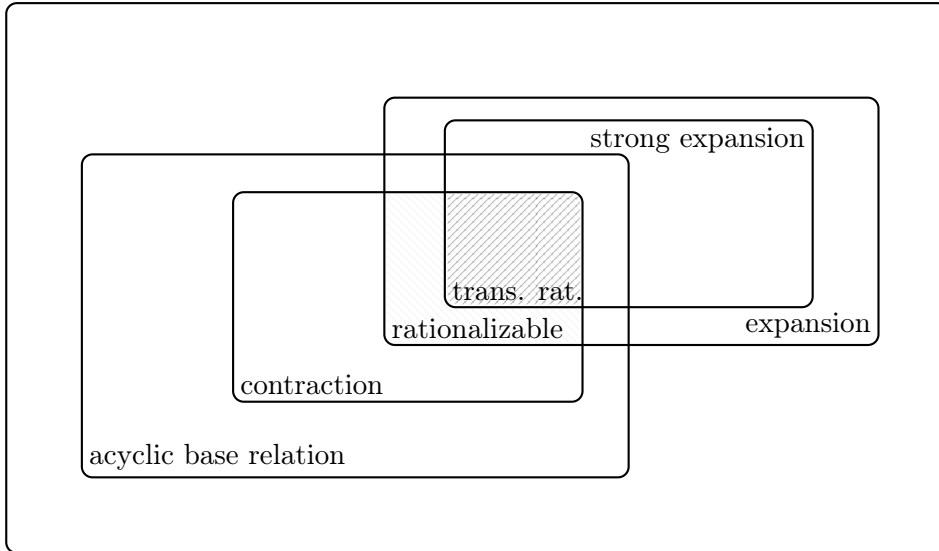 strong expansion
trans. rat.
rationalizable
expansion
contraction
acyclic base relation